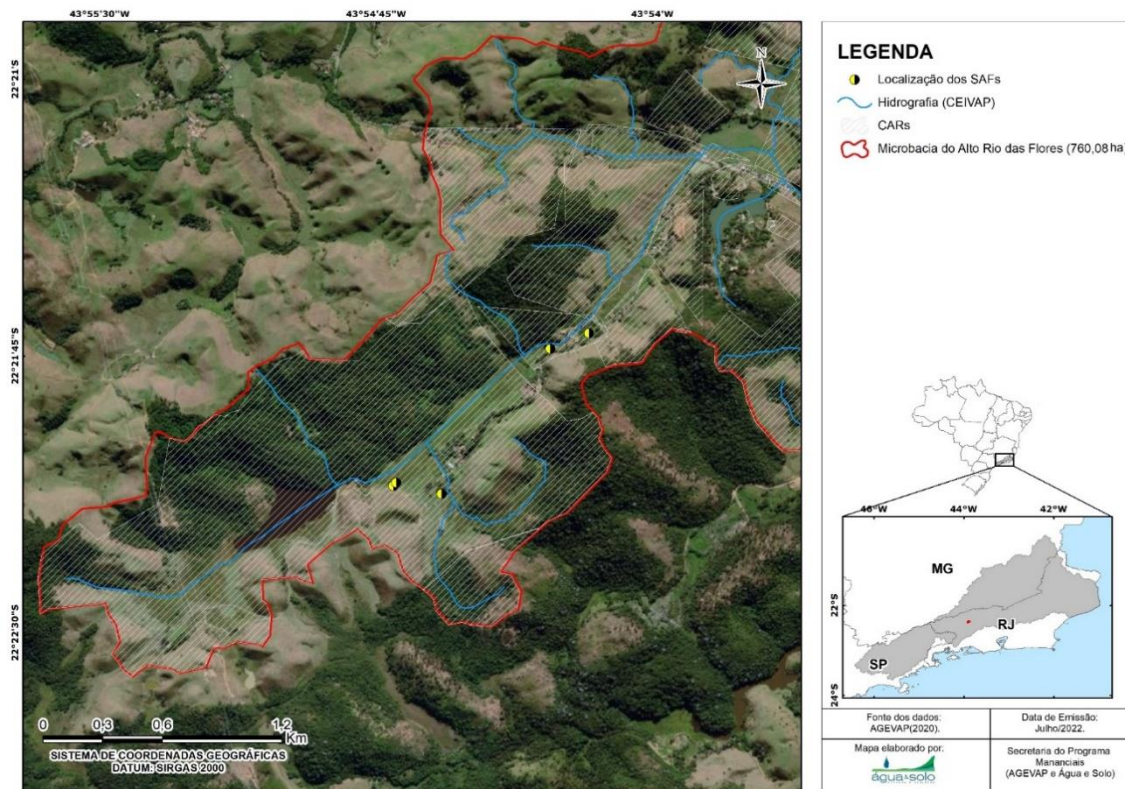 43°55'30"W
43°54'45"W
43°54'W
22°21'S
22°21'45"S
22°22'30"S
N
0 0,3 0,6 1,2
Km
SISTEMA DE COORDENADAS GEOGRÁFICAS
DATUM: SIRGAS 2000
LEGENDA
Localização dos SAFs
Hidrografia (CEIVAP)
CARs
Microbacia do Alto Rio das Flores (760,08ha)
46°W
44°W
42°W
22°S
24°S
MG
RJ
SP
Fonte dos dados:
AGEVAP(2020),
Data de Emissão:
Julho/2022.
Mapa elaborado por:
água&solo
Secretaria do Programa
Mananciais
(AGEVAP e Água e Solo)